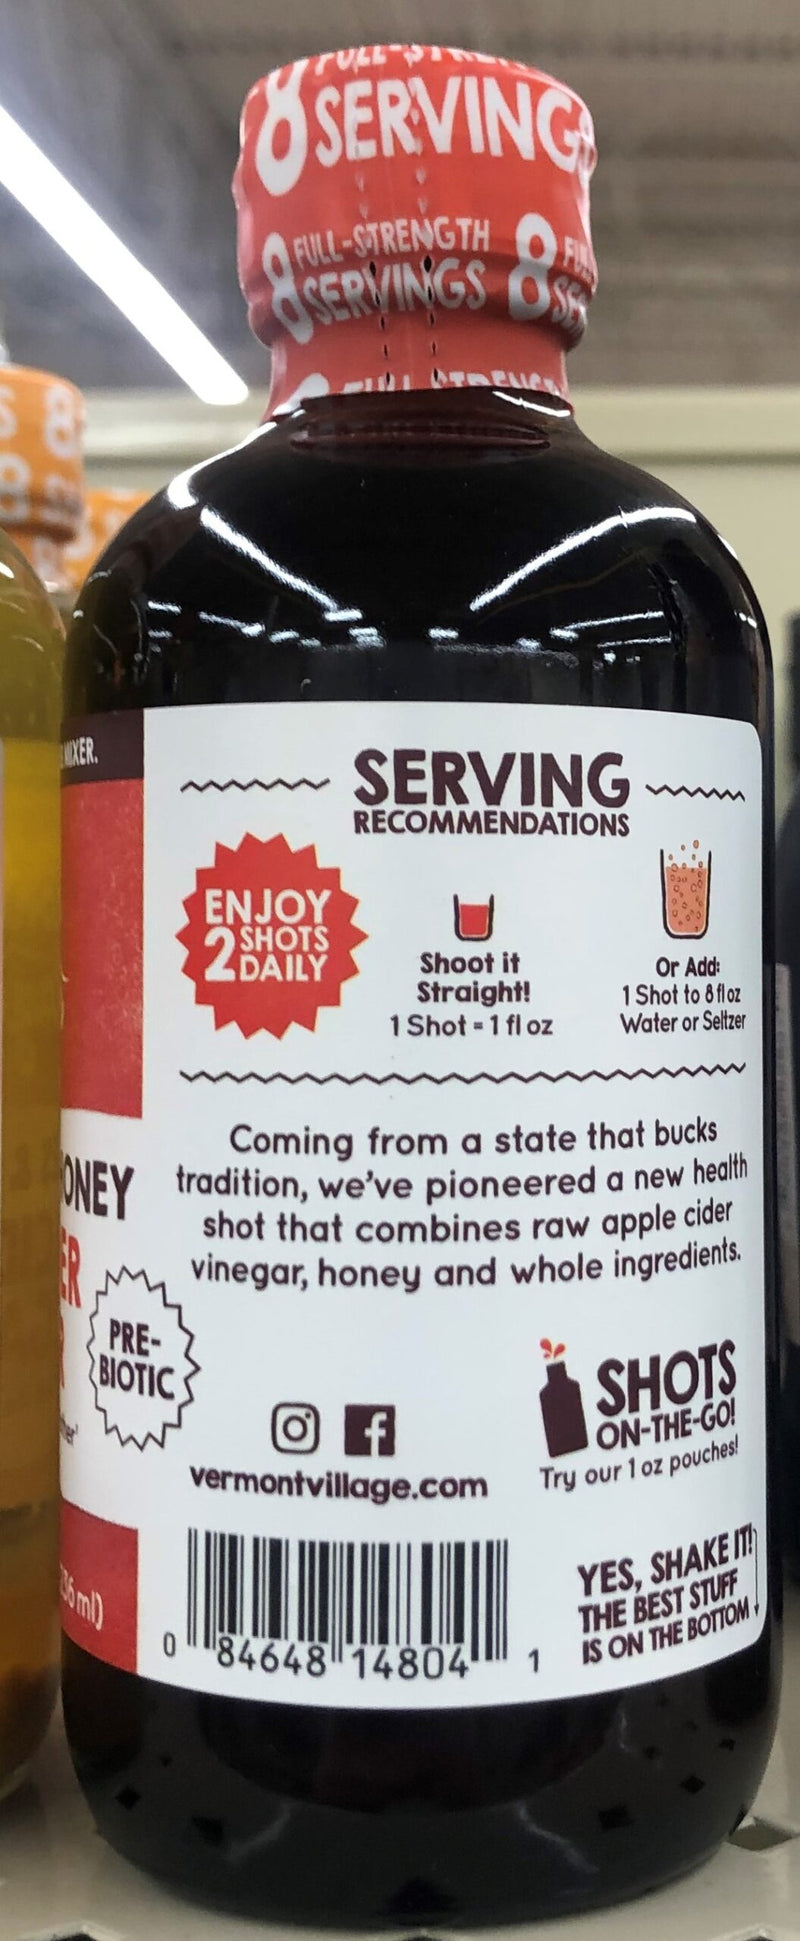 8 SERVINGS
8 FULL-STRENGTH SERVINGS 8
MIXER.
SERVING
RECOMMENDATIONS
ENJOY
2 SHOTS
DAILY
Shoot it
Straight!
1 Shot = 1 fl oz
Or Add:
1 Shot to 8 fl oz
Water or Seltzer
Coming from a state that bucks
tradition, we've pioneered a new health
shot that combines raw apple cider
vinegar, honey and whole ingredients.
ONEY
ER
R
PRE-
BIOTIC
vermontvillage.com
SHOTS
ON-THE-GO!
Try our 1 oz pouches!
36 ml)
0 84648 14804 1
YES, SHAKE IT!
THE BEST STUFF
IS ON THE BOTTOM